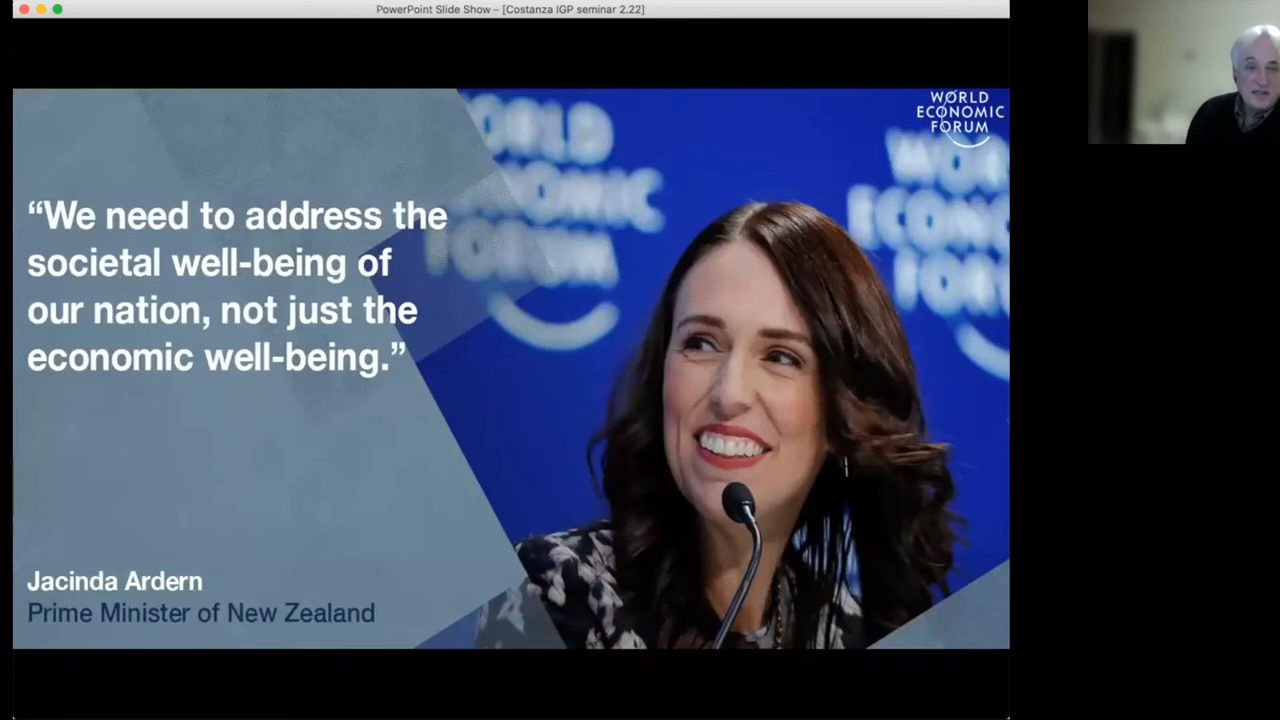 PowerPoint Slide Show – [Costanza IGP seminar 2.22]
WORLD
ECONOMIC
FORUM
“We need to address the
societal well-being of
our nation, not just the
economic well-being.”
Jacinda Ardern
Prime Minister of New Zealand